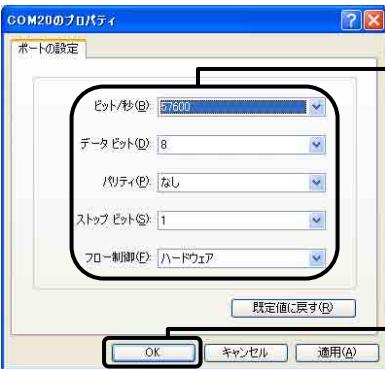 COM20のプロパティ
ポートの設定
ビット/秒(B): 57600
データ ビット(D): 8
パリティ(P): なし
ストップ ビット(S): 1
フロー制御(F): ハードウェア
既定値に戻す(R)
OK キャンセル 適用(A)